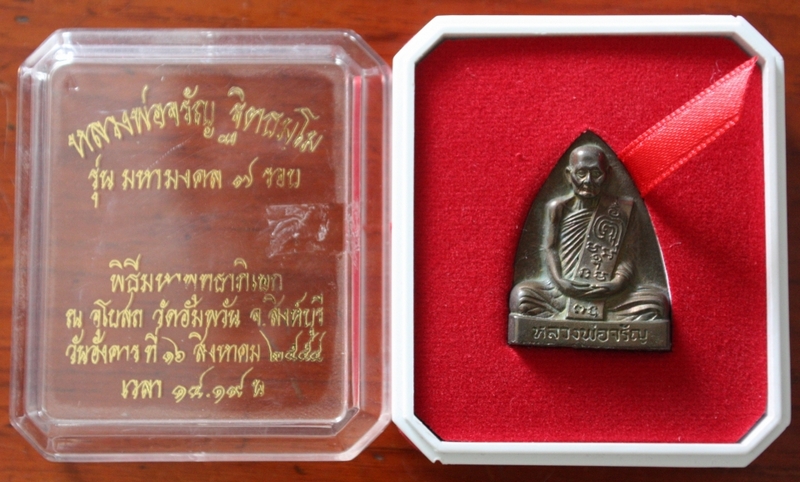 หลวงพ่อจรัญ ฐิตธมฺโม
รุ่น มหามงคล ๗ รอบ
พิธีมหาพุทธาภิเษก
ณ อุโบสถ วัดอัมพวัน จ.สิงห์บุรี
วันอังคาร ที่ ๑๖ สิงหาคม ๒๕๕๔
เวลา ๑๔.๑๙ น
หลวงพ่อจรัญ